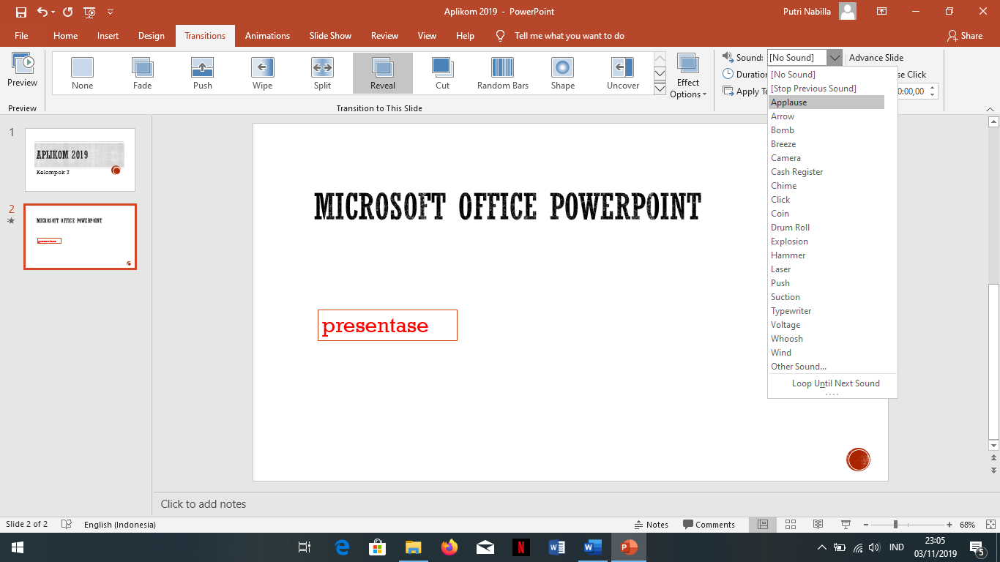 Aplikom 2019 - PowerPoint
Putri Nabilla
File Home Insert Design Transitions Animations Slide Show Review View Help Tell me what you want to do Share
Preview
Preview
None Fade Push Wipe Split Reveal Cut Random Bars Shape Uncover
Effect Options
Transition to This Slide
Sound: [No Sound]
Advance Slide
[No Sound]
[Stop Previous Sound]
Applause
Arrow
Bomb
Breeze
Camera
Cash Register
Chime
Click
Coin
Drum Roll
Explosion
Hammer
Laser
Push
Suction
Typewriter
Voltage
Whoosh
Wind
Other Sound...
Loop Until Next Sound
Click
0:00,00
1
APLIKOM 2019
Kelompok 7
2
MICROSOFT OFFICE POWERPOINT
presentase
MICROSOFT OFFICE POWERPOINT
presentase
Click to add notes
Slide 2 of 2 English (Indonesia) Notes Comments 68%
IND
23:05
03/11/2019
5